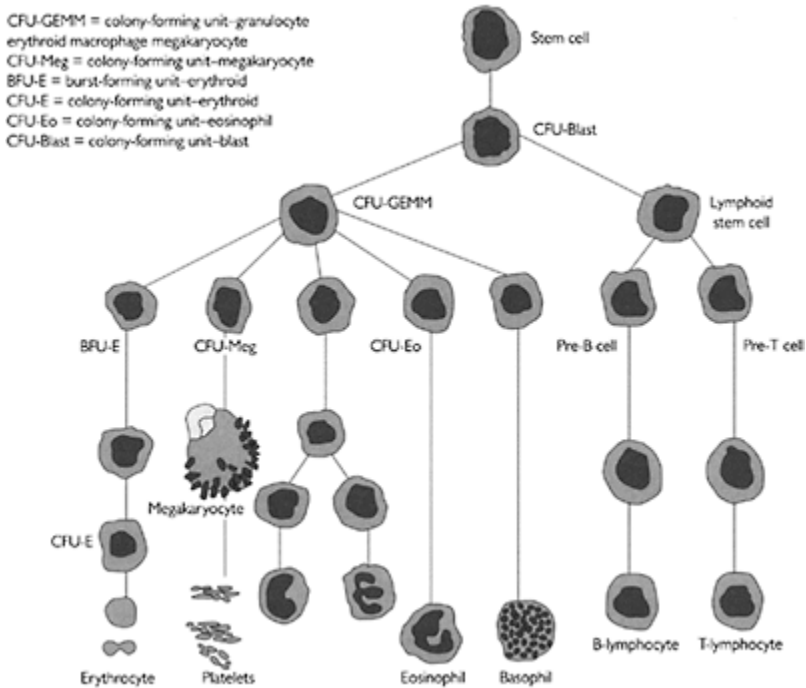 CFU-GEMM = colony-forming unit–granulocyte
erythroid macrophage megakaryocyte
CFU-Meg = colony-forming unit–megakaryocyte
BFU-E = burst-forming unit–erythroid
CFU-E = colony-forming unit–erythroid
CFU-Eo = colony-forming unit–eosinophil
CFU-Blast = colony-forming unit–blast
Stem cell
CFU-Blast
CFU-GEMM
Lymphoid
stem cell
BFU-E
CFU-Meg
CFU-Eo
Pre-B cell
Pre-T cell
Megakaryocyte
CFU-E
B-lymphocyte
T-lymphocyte
Erythrocyte
Platelets
Eosinophil
Basophil